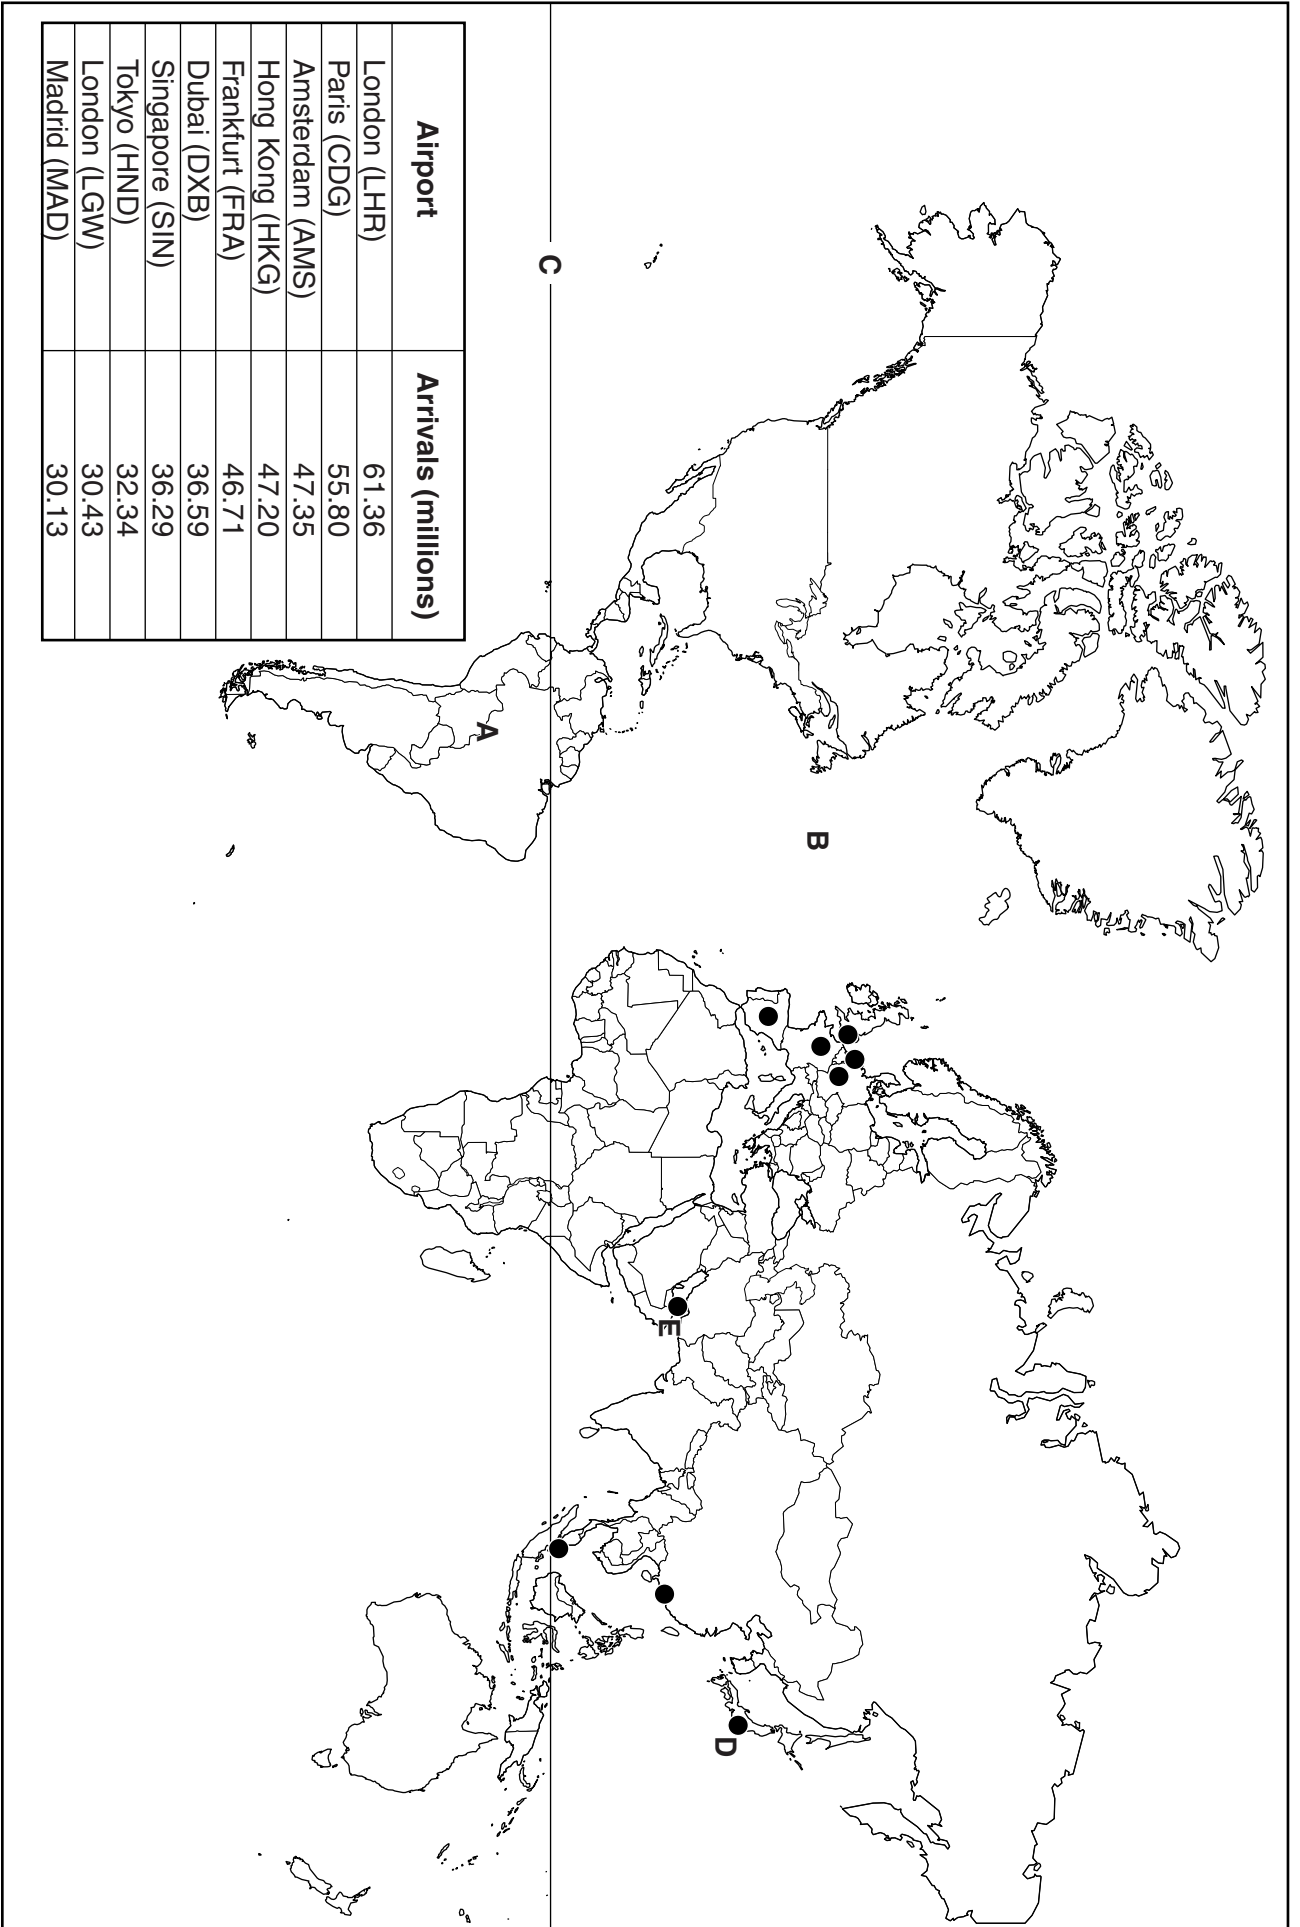 B
C
A
E
D
Airport Arrivals (millions)
London (LHR) 61.36
Paris (CDG) 55.80
Amsterdam (AMS) 47.35
Hong Kong (HKG) 47.20
Frankfurt (FRA) 46.71
Dubai (DXB) 36.59
Singapore (SIN) 36.29
Tokyo (HND) 32.34
London (LGW) 30.43
Madrid (MAD) 30.13